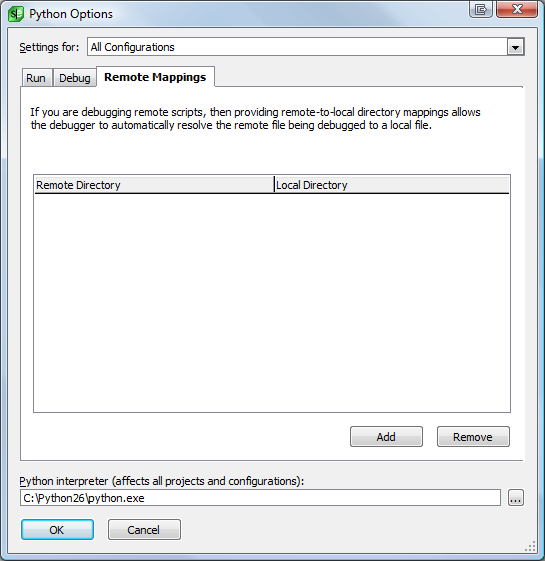 Python Options
Settings for: All Configurations
Run Debug Remote Mappings
If you are debugging remote scripts, then providing remote-to-local directory mappings allows
the debugger to automatically resolve the remote file being debugged to a local file.
Remote Directory Local Directory
Add Remove
Python interpreter (affects all projects and configurations):
C:\Python26\python.exe ...
OK Cancel